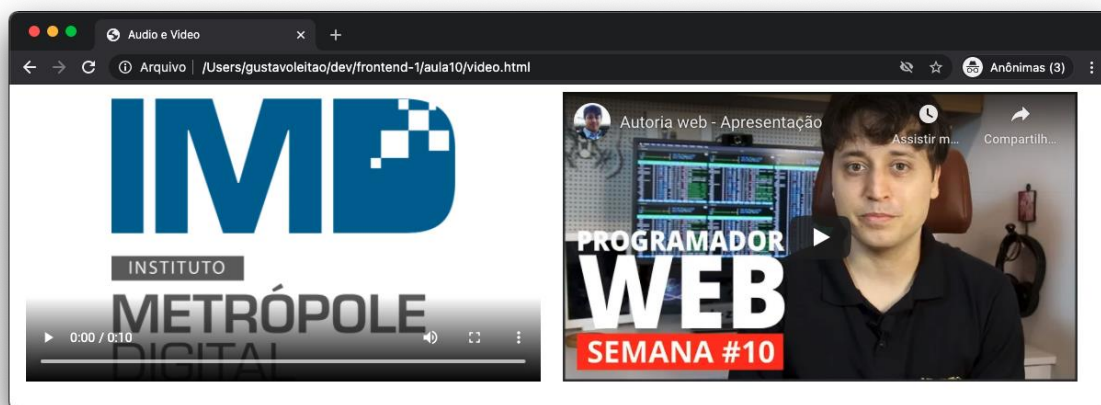 Audio e Video
Arquivo | /Users/gustavoleitao/dev/frontend-1/aula10/video.html
Anônimas (3)
IMD
INSTITUTO
METRÓPOLE
DIGITAL
0:00 / 0:10
Autoria web - Apresentação
Assistir m...
Compartilh...
PROGRAMADOR
WEB
SEMANA #10